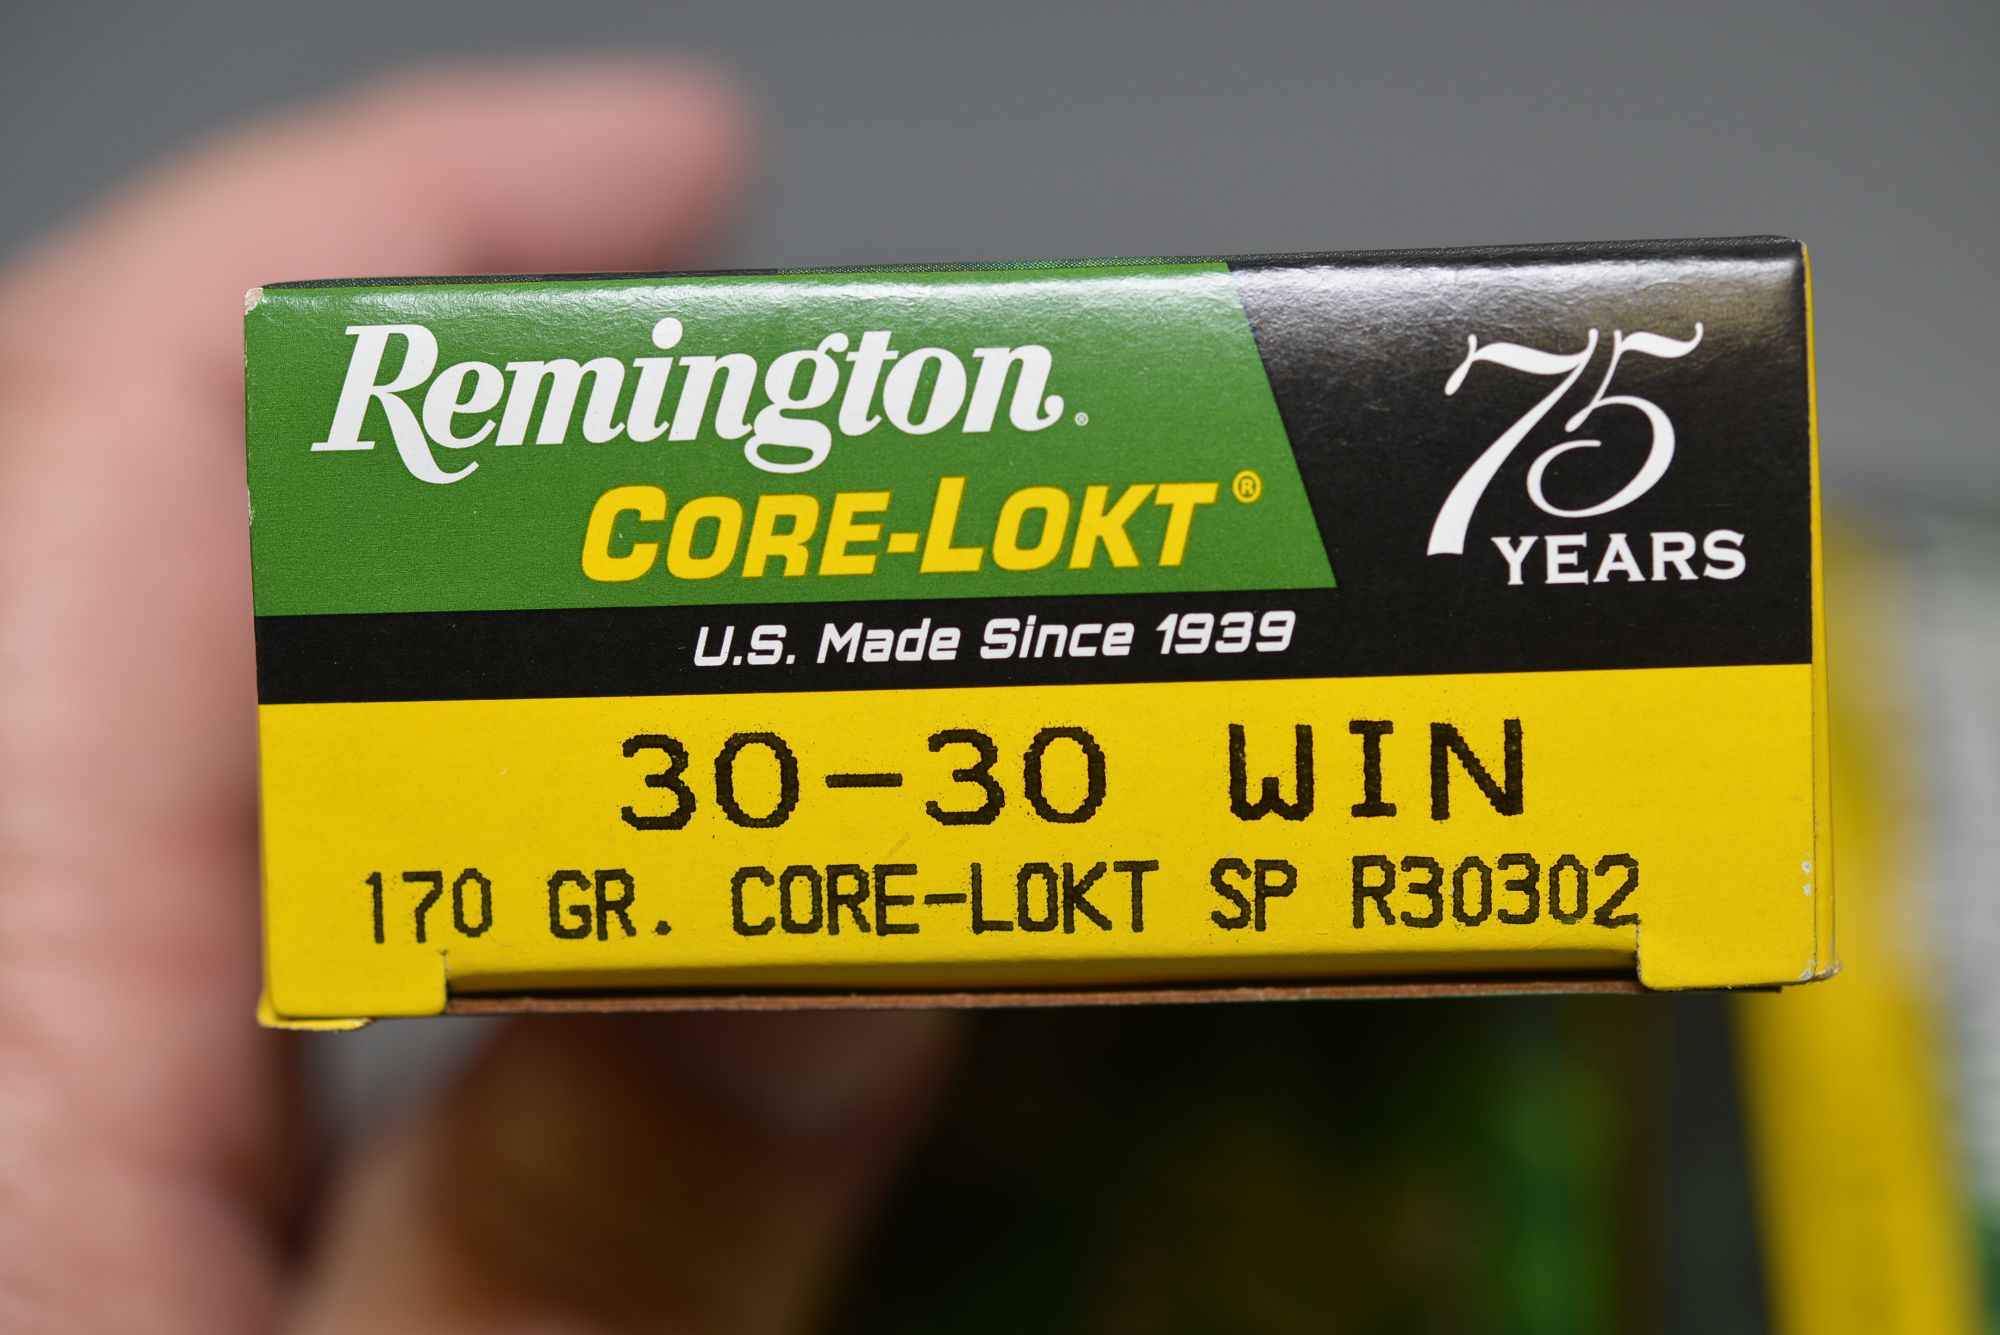 Remington®
CORE-LOKT®
75
YEARS
U.S. Made Since 1939
30-30 WIN
170 GR. CORE-LOKT SP R30302